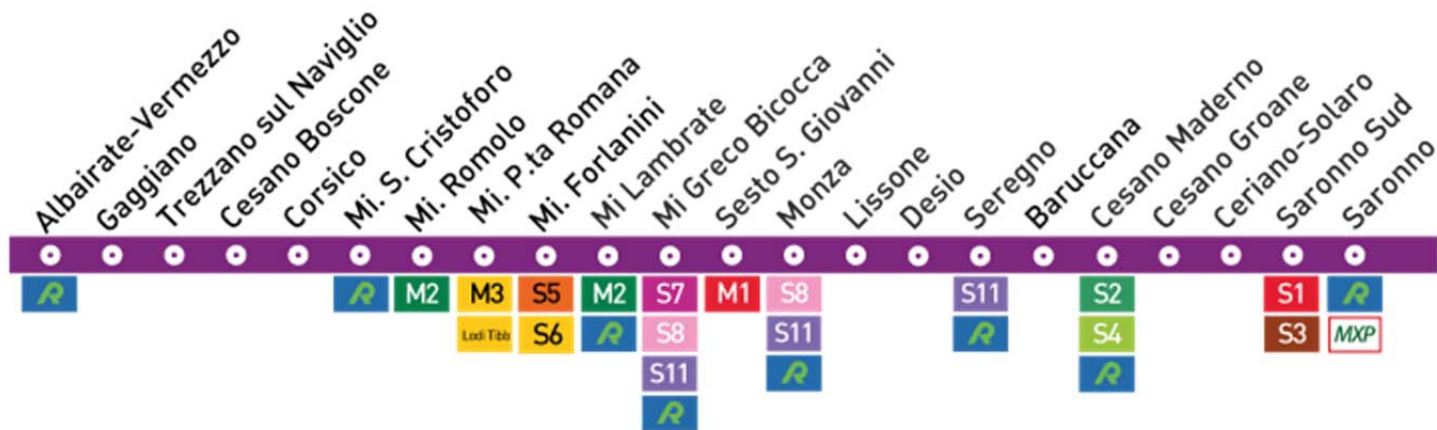 Albairate-Vermezzo
Gaggiano
Trezzano sul Naviglio
Cesano Boscone
Corsico
Mi. S. Cristoforo
Mi. Romolo
Mi. P.ta Romana
Mi. Forlanini
Mi Lambrate
Mi Greco Bicocca
Sesto S. Giovanni
Monza
Lissone
Desio
Seregno
Baruccana
Cesano Maderno
Cesano Groane
Ceriano-Solaro
Saronno Sud
Saronno
R R M2 M3 S5 M2 S7 M1 S8 S11 S2 S1 R
Lodi Tibb S6 R S8 S11 R S4 S3 MXP
S11 R R
R